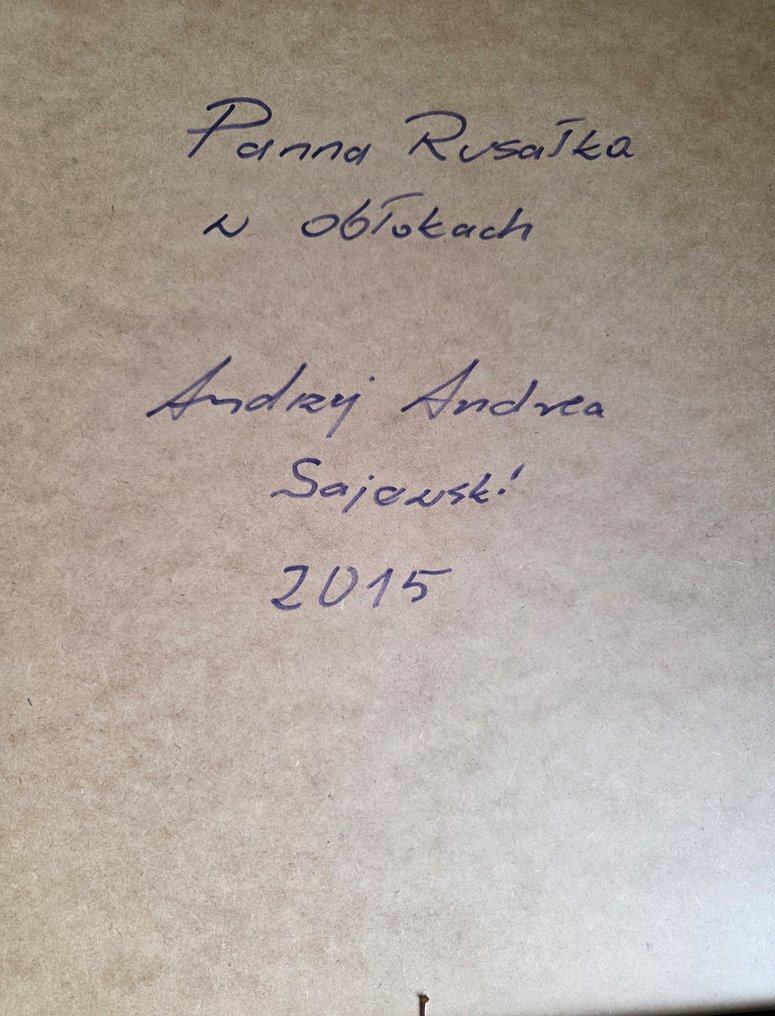 Panna Rusałka
w obłokach
Andrzej Andrea
Sajewski
2015